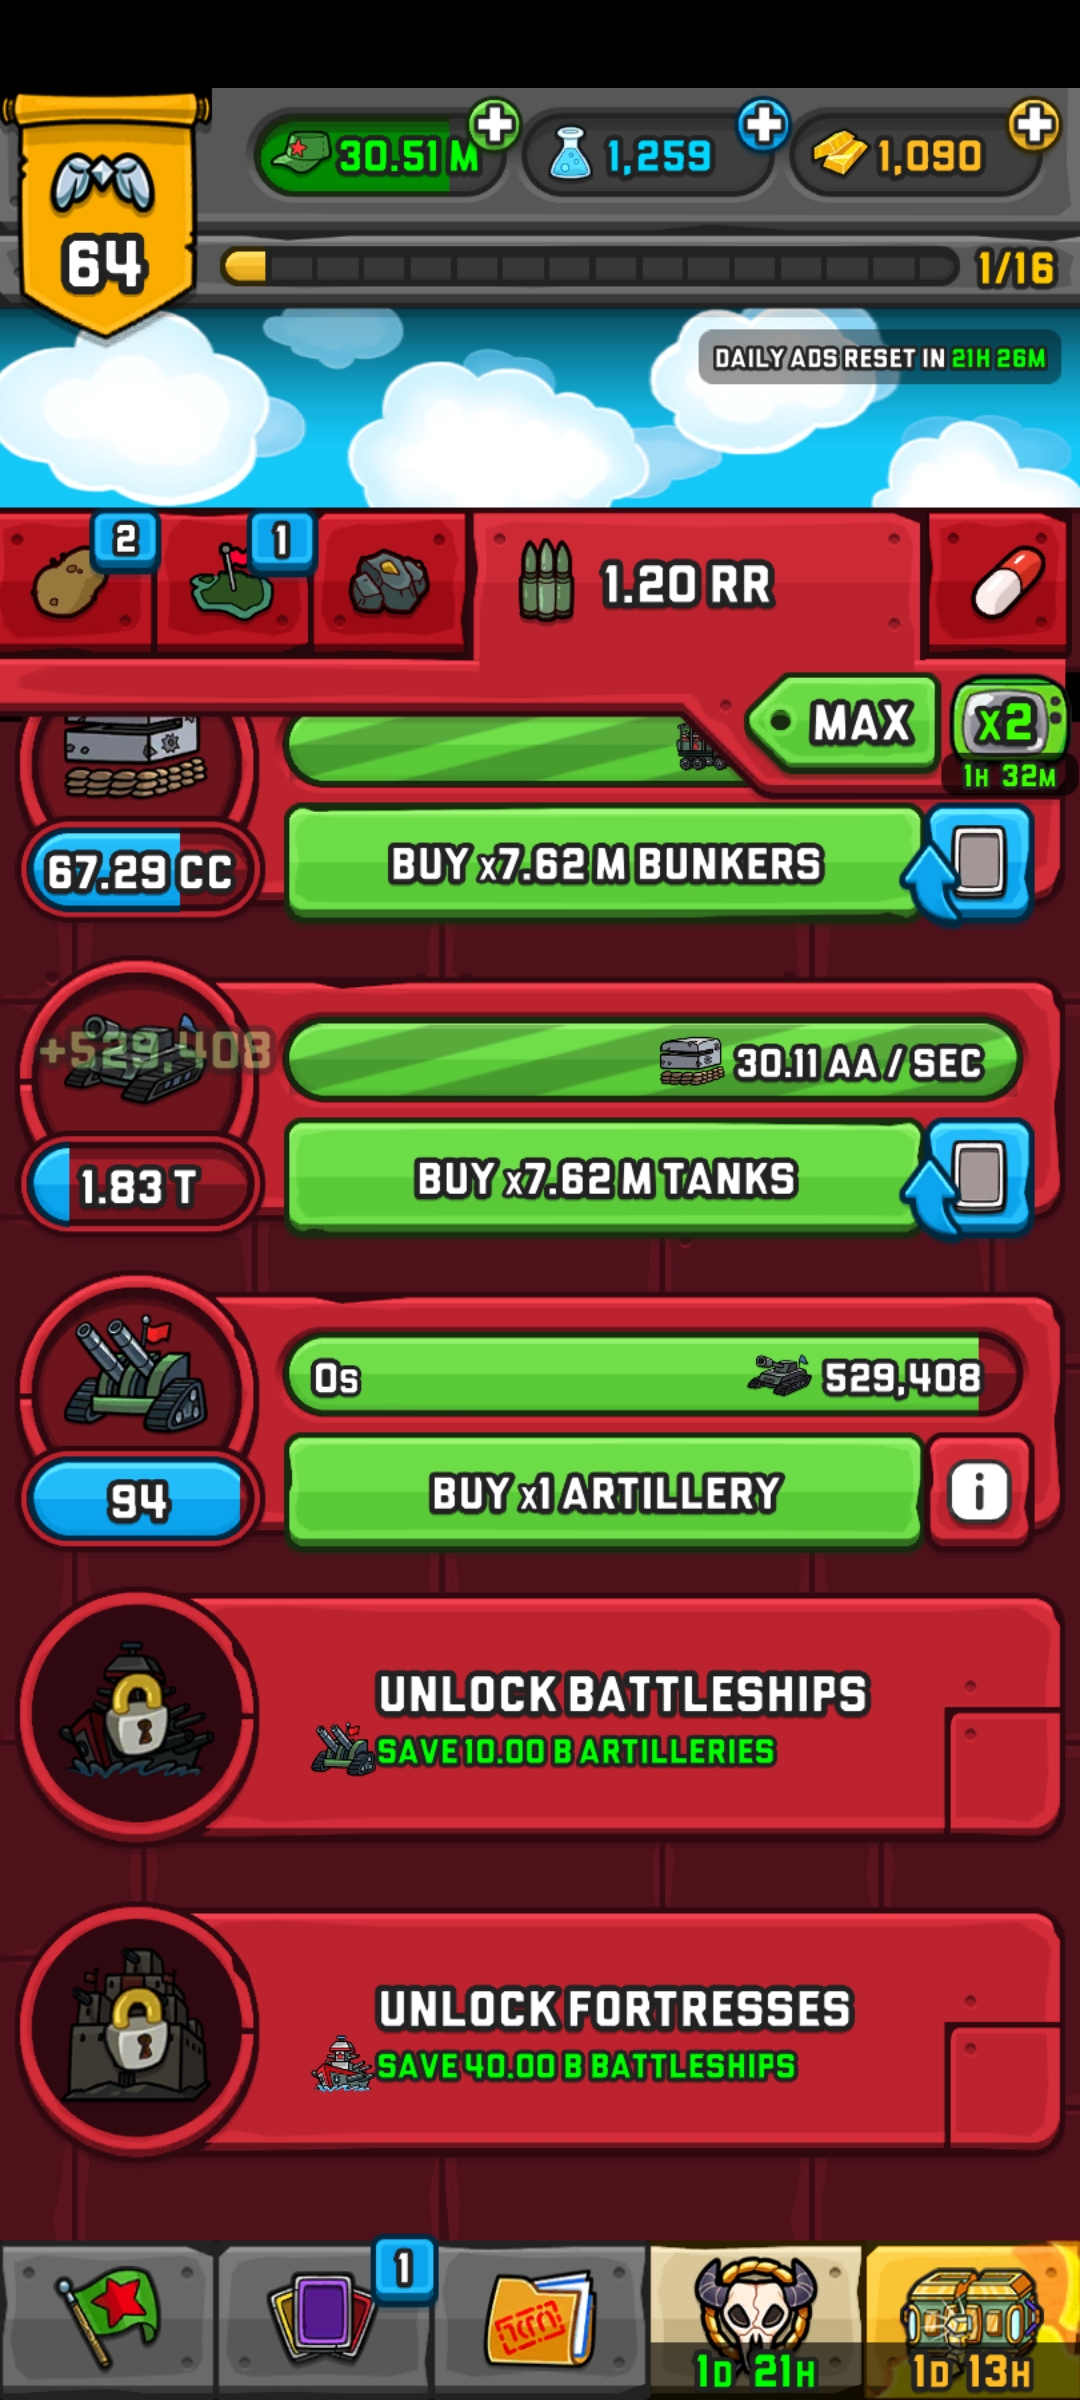 30.51 M
1,259
1,090
64
1/16
DAILY ADS RESET IN 21H 26M
2
1
1.20 RR
MAX
x2
1H 32M
67.29 CC
BUY x7.62 M BUNKERS
+529,408
30.11 AA / SEC
1.83 T
BUY x7.62 M TANKS
0s
529,408
94
BUY x1 ARTILLERY
i
UNLOCK BATTLESHIPS
SAVE 10.00 B ARTILLERIES
UNLOCK FORTRESSES
SAVE 40.00 B BATTLESHIPS
1
1D 21H
1D 13H